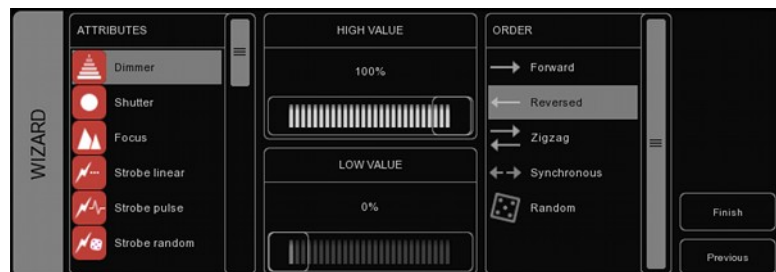 WIZARD
ATTRIBUTES
Dimmer
Shutter
Focus
Strobe linear
Strobe pulse
Strobe random
HIGH VALUE
100%
LOW VALUE
0%
ORDER
Forward
Reversed
Zigzag
Synchronous
Random
Finish
Previous